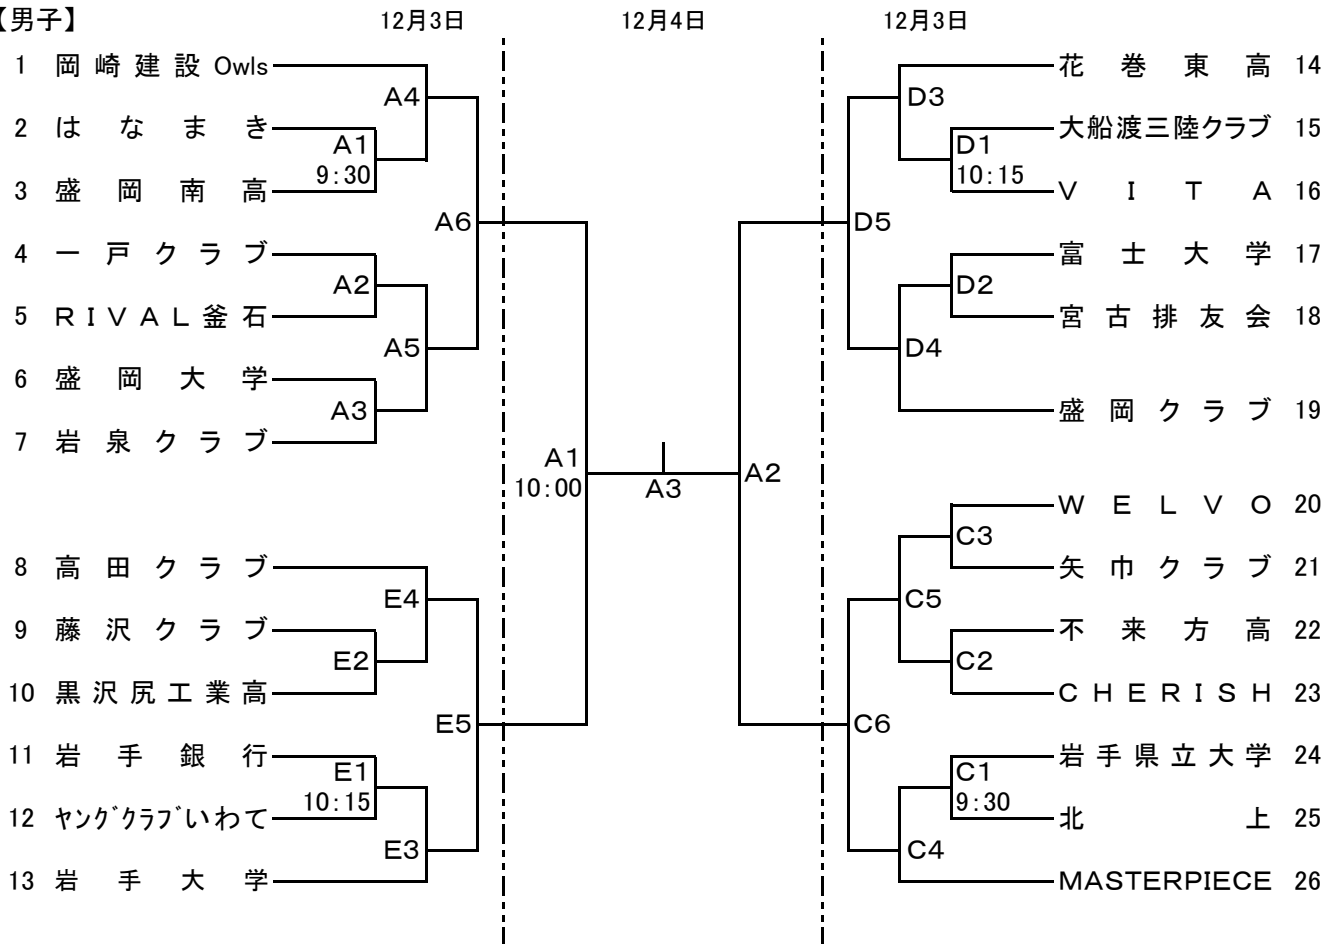 【男子】 12月3日 12月4日 12月3日
1 岡崎建設 Owls
2 はなまき
3 盛岡南高
4 一戸クラブ
5 RIVAL釜石
6 盛岡大学
7 岩泉クラブ
8 高田クラブ
9 藤沢クラブ
10 黒沢尻工業高
11 岩手銀行
12 ヤングクラブいわて
13 岩手大学
A4
A1
9:30
A6
A2
A5
A3
E4
E2
E5
E1
10:15
E3
A1
10:00
A3
A2
D3
D1
10:15
D5
D2
D4
C3
C5
C2
C6
C1
9:30
C4
花巻東高 14
大船渡三陸クラブ 15
VITA 16
富士大学 17
宮古排友会 18
盛岡クラブ 19
WELVO 20
矢巾クラブ 21
不来方高 22
CHERISH 23
岩手県立大学 24
北上 25
MASTERPIECE 26